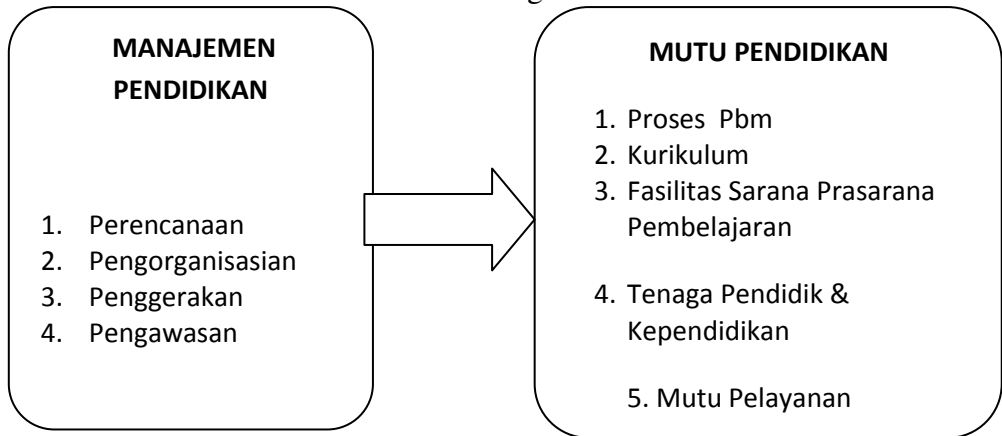 MANAJEMEN
PENDIDIKAN
1. Perencanaan
2. Pengorganisasian
3. Penggerakan
4. Pengawasan
MUTU PENDIDIKAN
1. Proses Pbm
2. Kurikulum
3. Fasilitas Sarana Prasarana
Pembelajaran
4. Tenaga Pendidik &
Kependidikan
5. Mutu Pelayanan